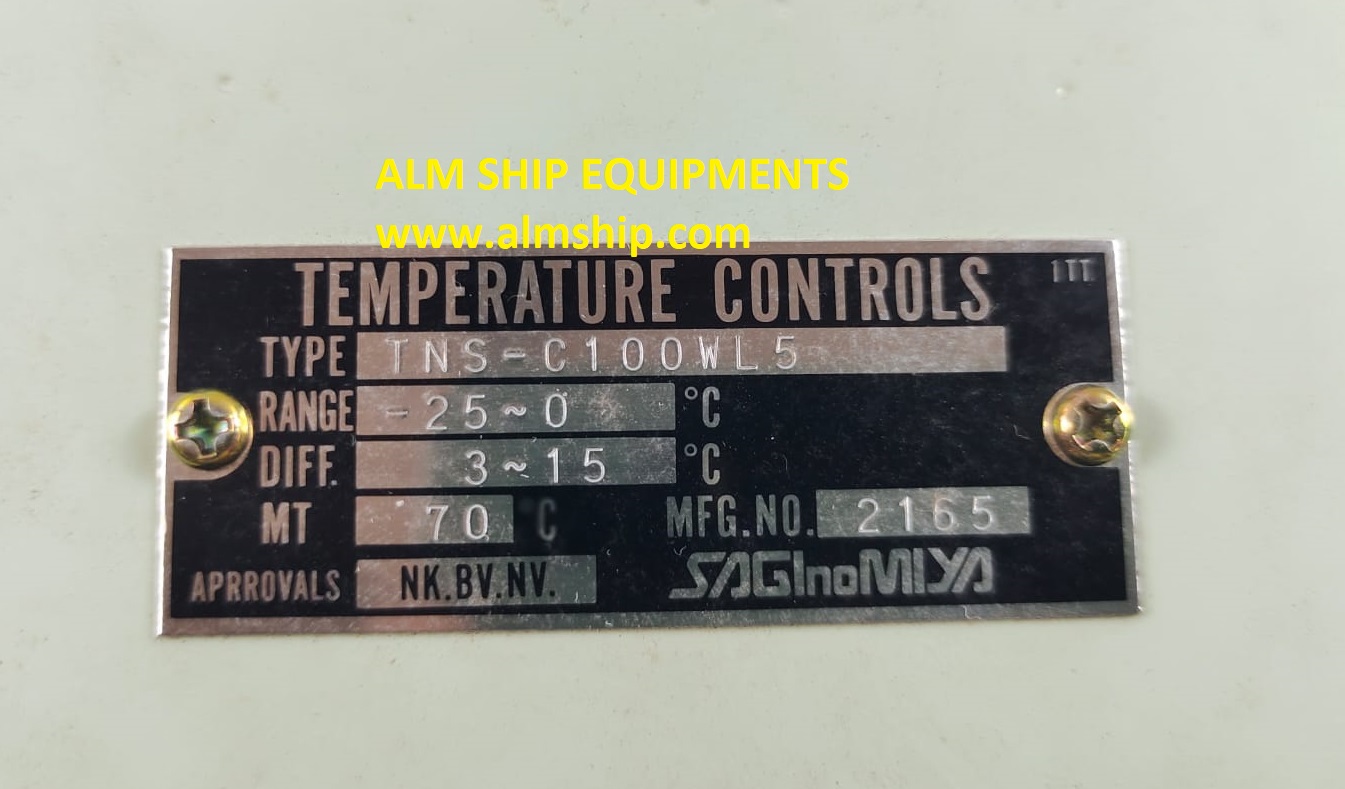 ALM SHIP EQUIPMENTS
www.almship.com
TEMPERATURE CONTROLS 1TT
TYPE TNS-C100WL5
RANGE -25~0 °C
DIFF. 3~15 °C
MT 70 °C MFG.NO. 2165
APRROVALS NK.BV.NV. SAGInoMIYA